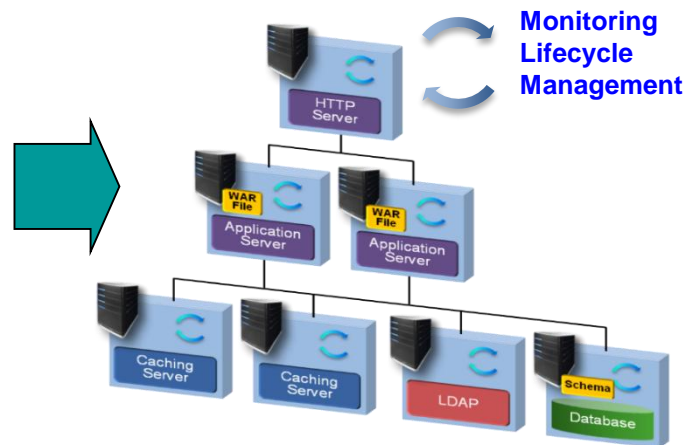 Monitoring
Lifecycle
Management
HTTP
Server
WAR
File
Application
Server
WAR
File
Application
Server
Caching
Server
Caching
Server
LDAP
Schema
Database